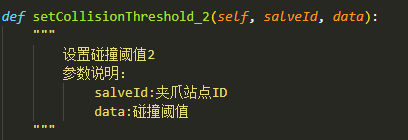 def setCollisionThreshold_2(self, salveId, data):
"""
设置碰撞阈值2
参数说明:
salveId:夹爪站点ID
data:碰撞阈值
"""